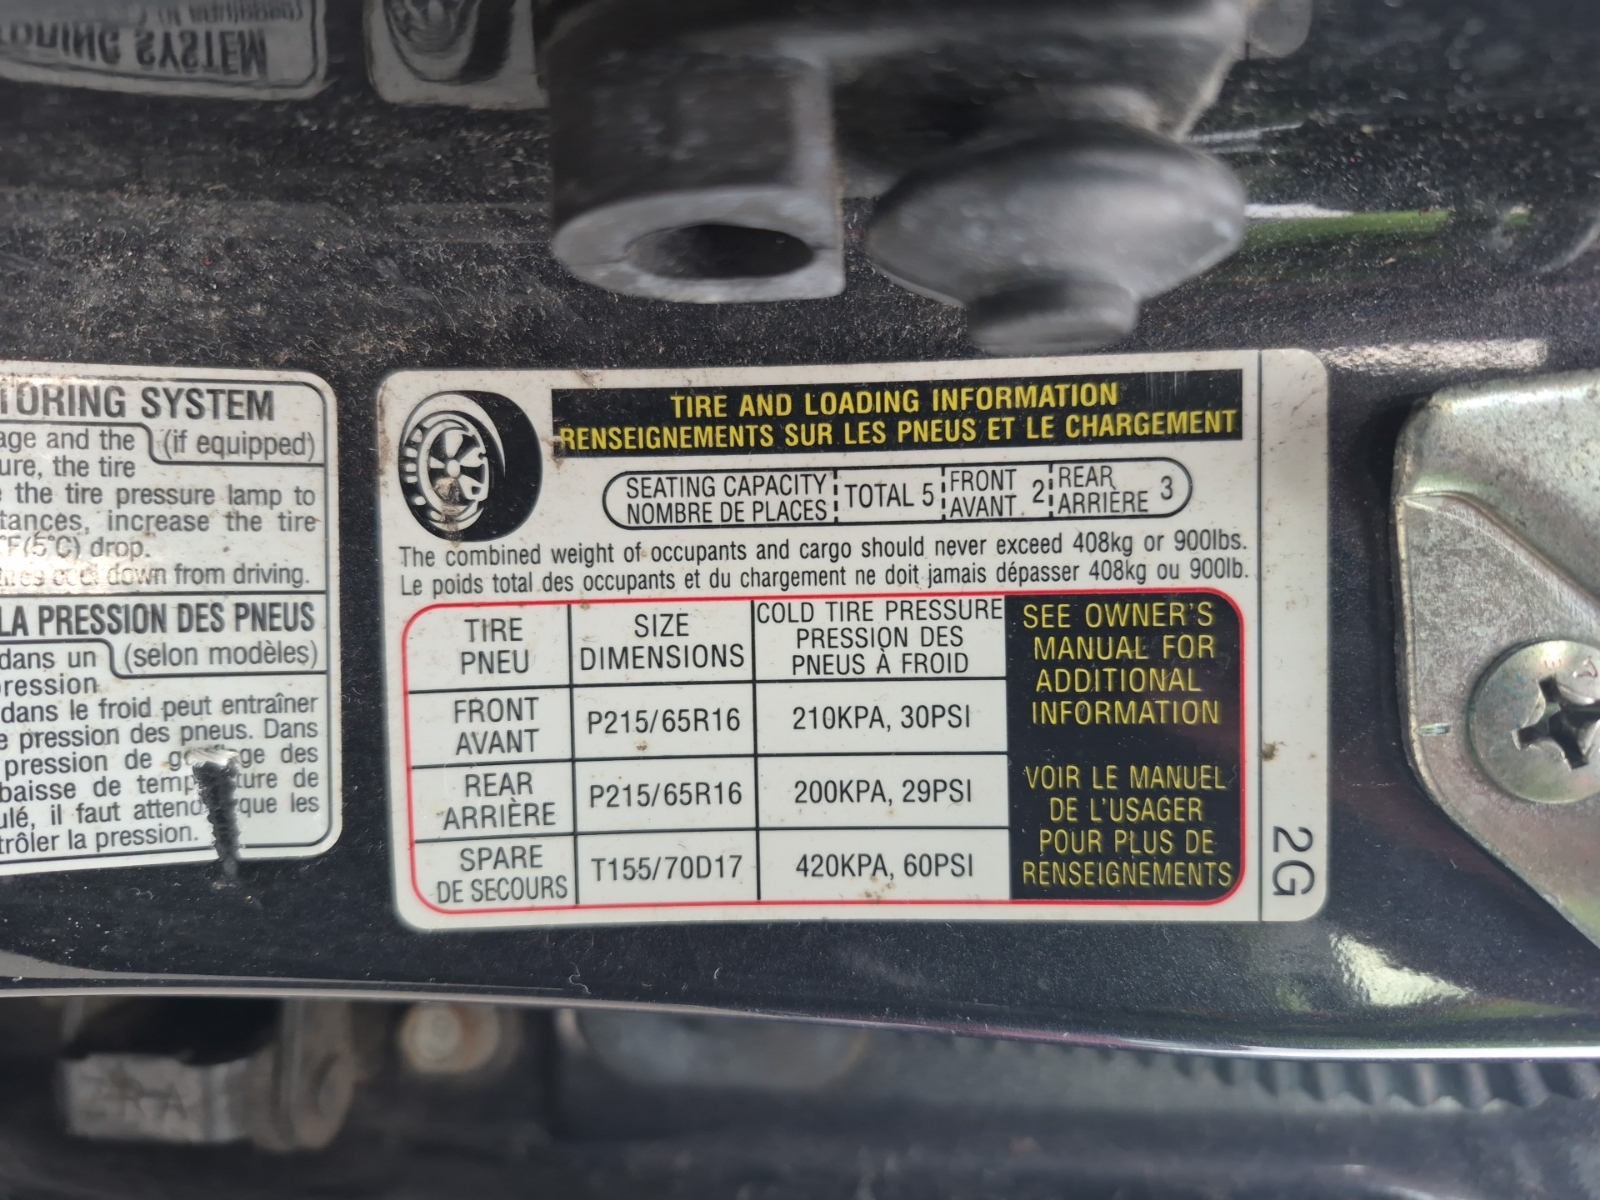 TORING SYSTEM
age and the (if equipped)
ure, the tire
the tire pressure lamp to
tances, increase the tire
°F(5°C) drop.
down from driving.
LA PRESSION DES PNEUS
dans un (selon modèles)
pression
dans le froid peut entraîner
e pression des pneus. Dans
pression de des
baisse de de
ulé, il faut que les
trôler la pression.
TIRE AND LOADING INFORMATION
RENSEIGNEMENTS SUR LES PNEUS ET LE CHARGEMENT
SEATING CAPACITY
NOMBRE DE PLACES
TOTAL 5
FRONT
AVANT 2
REAR
ARRIÈRE 3
The combined weight of occupants and cargo should never exceed 408kg or 900lbs.
Le poids total des occupants et du chargement ne doit jamais dépasser 408kg ou 900lb.
TIRE
PNEU
SIZE
DIMENSIONS
COLD TIRE PRESSURE
PRESSION DES
PNEUS À FROID
FRONT
AVANT
P215/65R16
210KPA, 30PSI
REAR
ARRIÈRE
P215/65R16
200KPA, 29PSI
SPARE
DE SECOURS
T155/70D17
420KPA, 60PSI
SEE OWNER'S
MANUAL FOR
ADDITIONAL
INFORMATION
VOIR LE MANUEL
DE L'USAGER
POUR PLUS DE
RENSEIGNEMENTS
2G